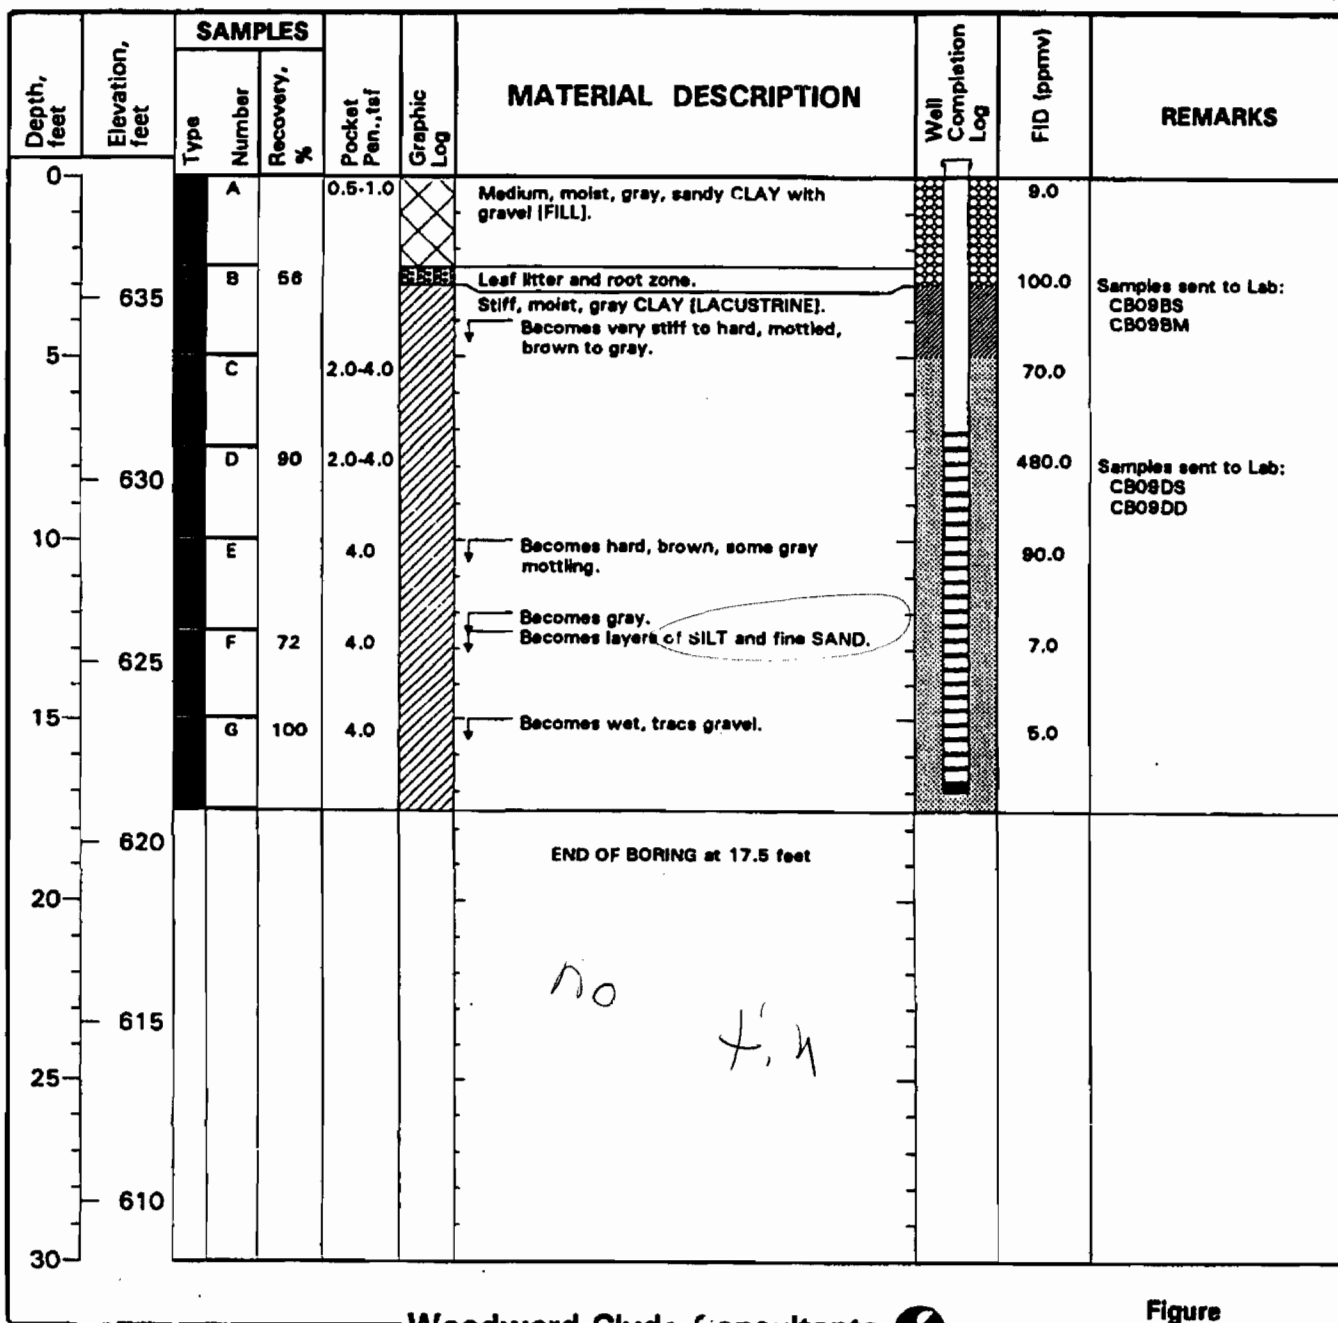 SAMPLES
Depth, feet
Elevation, feet
Type
Number
Recovery, %
Pocket Pen.,tsf
Graphic Log
MATERIAL DESCRIPTION
Well Completion Log
FID (ppmv)
REMARKS
0
A 0.5-1.0 Medium, moist, gray, sandy CLAY with 9.0
gravel [FILL].
B 56 Leaf litter and root zone. 100.0 Samples sent to Lab:
635 Stiff, moist, gray CLAY [LACUSTRINE]. CB09BS
Becomes very stiff to hard, mottled, CB09BM
brown to gray.
5
C 2.0-4.0 70.0
D 90 2.0-4.0 480.0 Samples sent to Lab:
630 CB09DS
CB09DD
10
E 4.0 Becomes hard, brown, some gray 90.0
mottling.
Becomes gray.
F 72 4.0 Becomes layers of SILT and fine SAND. 7.0
625
15
G 100 4.0 Becomes wet, trace gravel. 5.0
620
END OF BORING at 17.5 feet
20
no
615
25
610
30
Woodward-Clyde Consultants
Figure